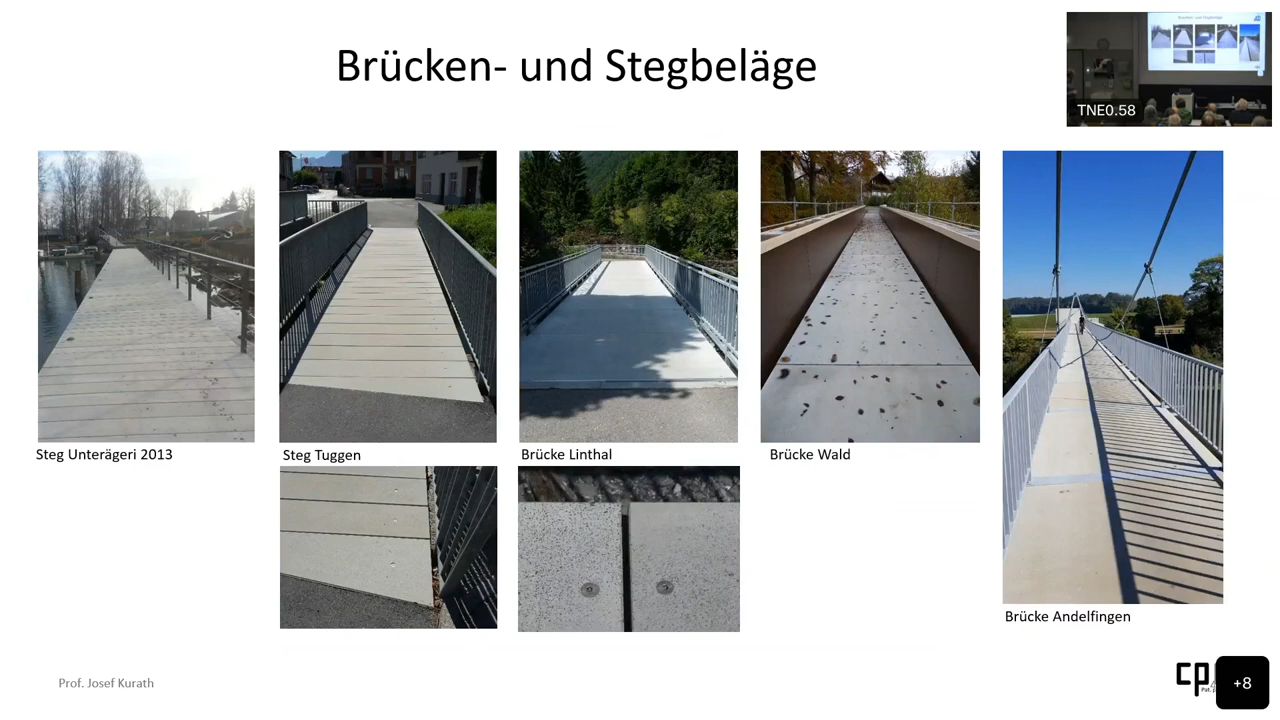 Brücken- und Stegbeläge
TNE0.58
Steg Unterägeri 2013
Steg Tuggen
Brücke Linthal
Brücke Wald
Brücke Andelfingen
Prof. Josef Kurath
cp
+8